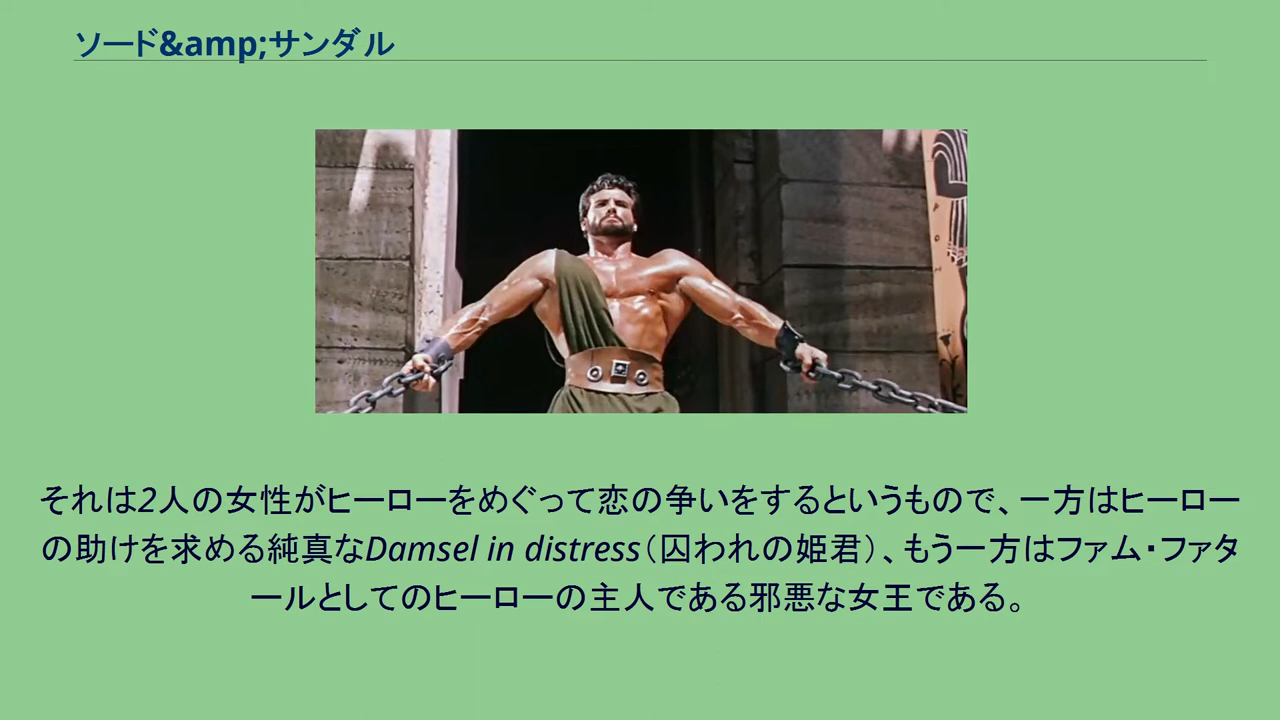 ソード&amp;サンダル
それは2人の女性がヒーローをめぐって恋の争いをするというもので、一方はヒーロー
の助けを求める純真なDamsel in distress（囚われの姫君）、もう一方はファム・ファタ
ールとしてのヒーローの主人である邪悪な女王である。